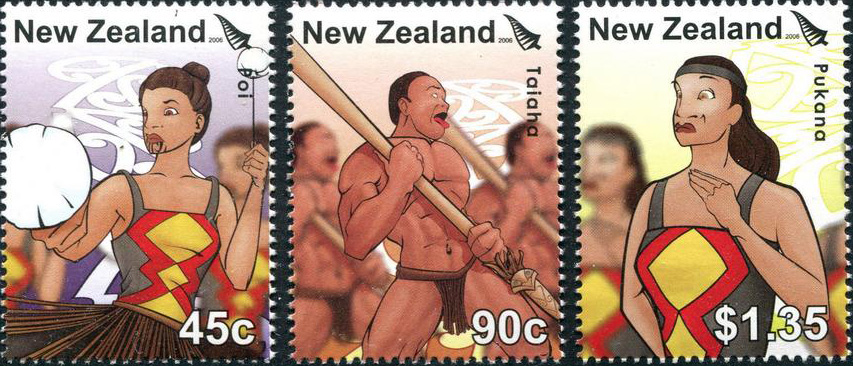 New Zealand 2006
Poi
45c
New Zealand 2006
Taiaha
90c
New Zealand 2006
Pukana
$1.35